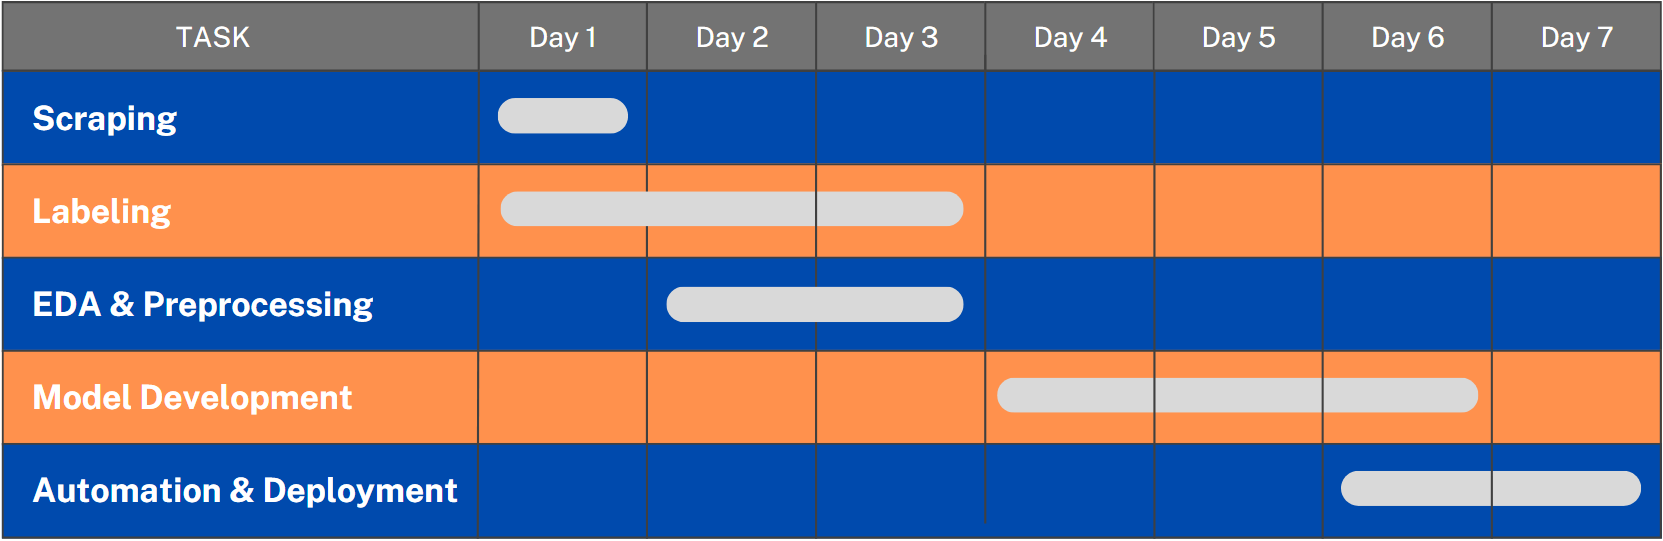 TASK Day 1 Day 2 Day 3 Day 4 Day 5 Day 6 Day 7
Scraping
Labeling
EDA & Preprocessing
Model Development
Automation & Deployment